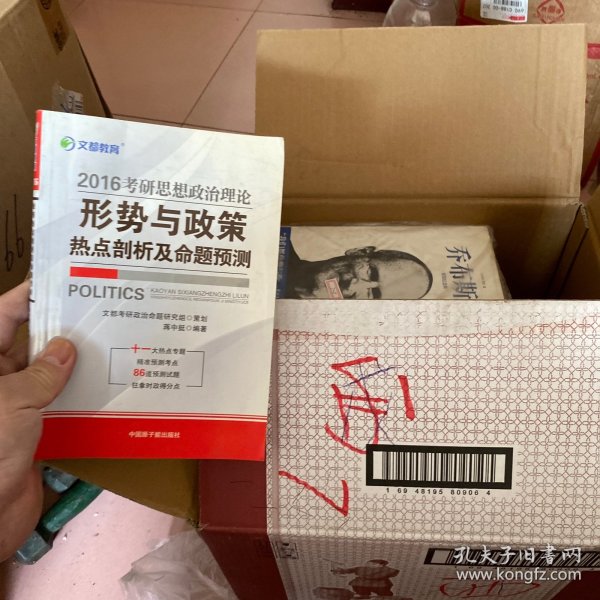 文都教育
2016考研思想政治理论
形势与政策
热点剖析及命题预测
POLITICS
KAOYAN SIXIANGZHENGZHI LILUN
文都考研政治命题研究组◎策划
蒋中挺◎编著
十一大热点专题
精准预测考点
86道预测试题
狂拿时政得分点
中国原子能出版社
乔布斯
1 69 48195 80906 4
孔夫子旧书网
www.kongfz.com